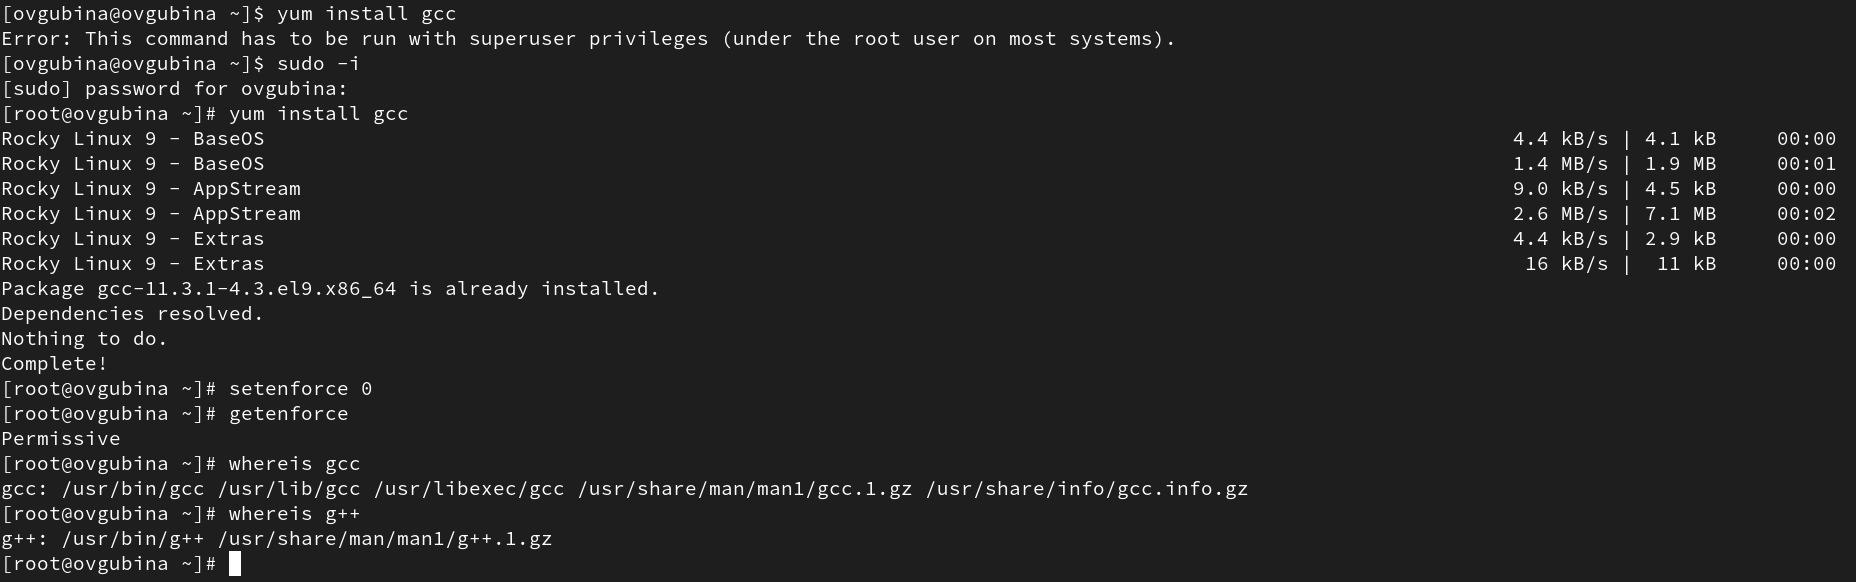 [ovgubina@ovgubina ~]$ yum install gcc
Error: This command has to be run with superuser privileges (under the root user on most systems).
[ovgubina@ovgubina ~]$ sudo -i
[sudo] password for ovgubina:
[root@ovgubina ~]# yum install gcc
Rocky Linux 9 - BaseOS 4.4 kB/s | 4.1 kB 00:00
Rocky Linux 9 - BaseOS 1.4 MB/s | 1.9 MB 00:01
Rocky Linux 9 - AppStream 9.0 kB/s | 4.5 kB 00:00
Rocky Linux 9 - AppStream 2.6 MB/s | 7.1 MB 00:02
Rocky Linux 9 - Extras 4.4 kB/s | 2.9 kB 00:00
Rocky Linux 9 - Extras 16 kB/s | 11 kB 00:00
Package gcc-11.3.1-4.3.el9.x86_64 is already installed.
Dependencies resolved.
Nothing to do.
Complete!
[root@ovgubina ~]# setenforce 0
[root@ovgubina ~]# getenforce
Permissive
[root@ovgubina ~]# whereis gcc
gcc: /usr/bin/gcc /usr/lib/gcc /usr/libexec/gcc /usr/share/man/man1/gcc.1.gz /usr/share/info/gcc.info.gz
[root@ovgubina ~]# whereis g++
g++: /usr/bin/g++ /usr/share/man/man1/g++.1.gz
[root@ovgubina ~]#